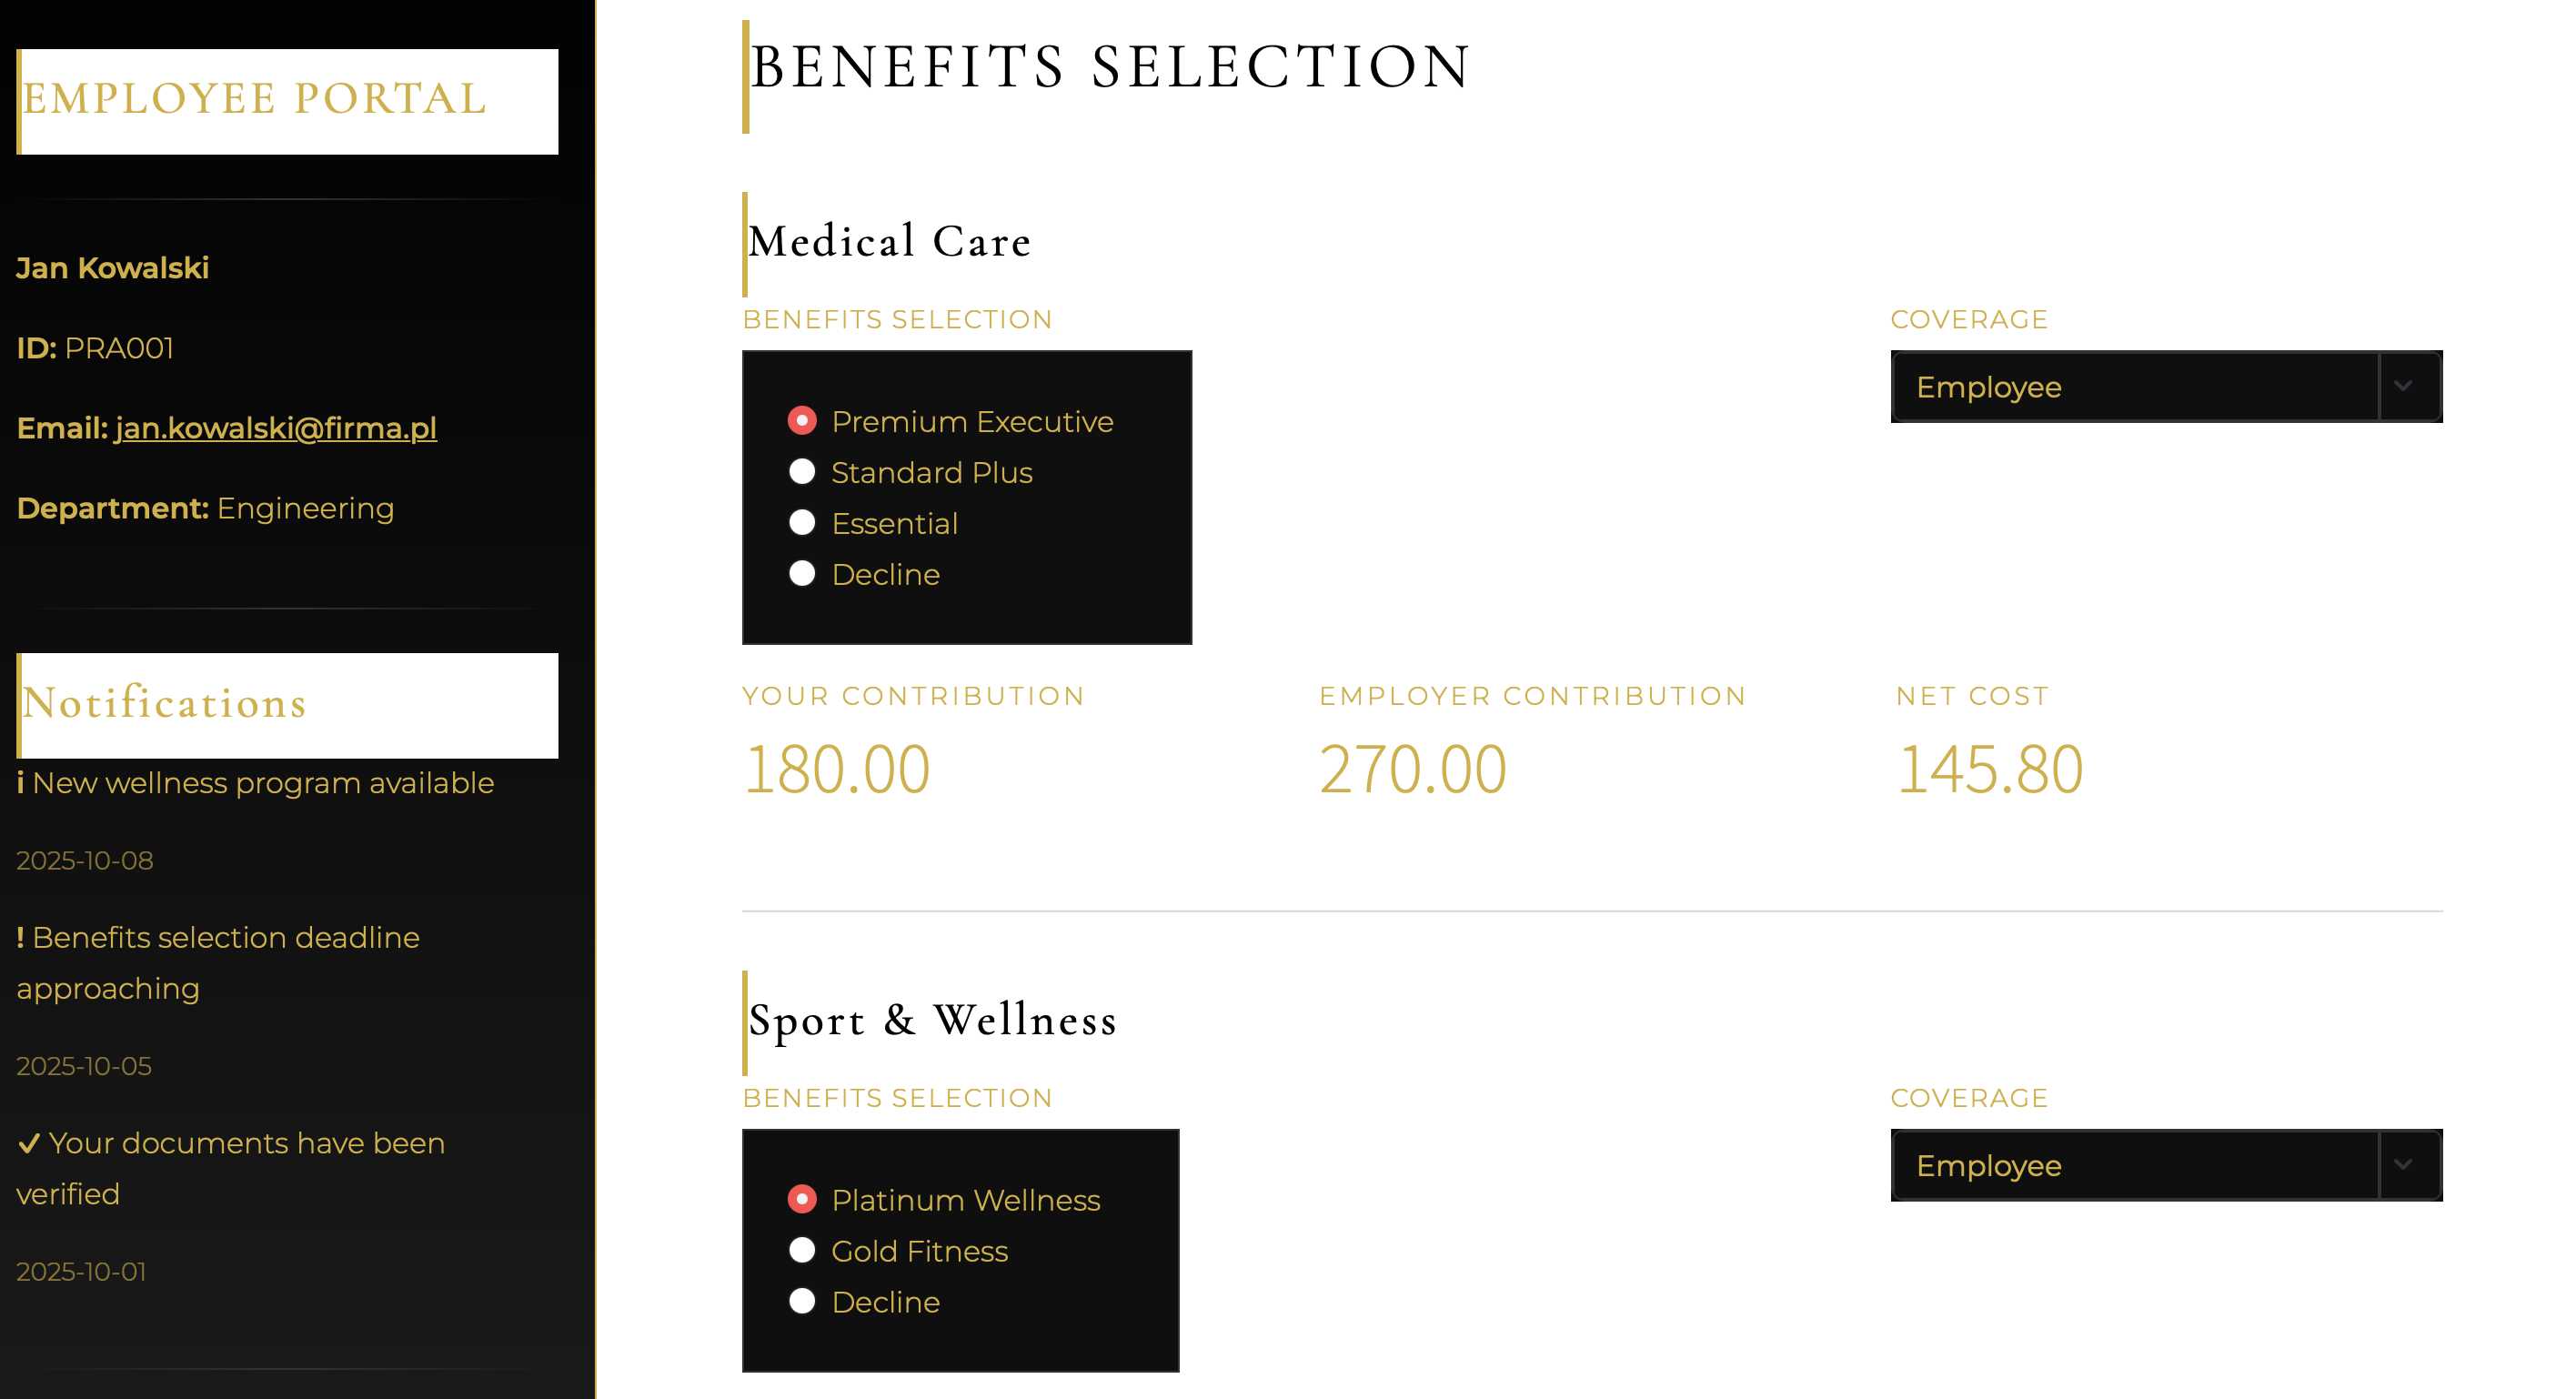 EMPLOYEE PORTAL
Jan Kowalski
ID: PRA001
Email: jan.kowalski@firma.pl
Department: Engineering
Notifications
i New wellness program available
2025-10-08
! Benefits selection deadline
approaching
2025-10-05
✔ Your documents have been
verified
2025-10-01
BENEFITS SELECTION
Medical Care
BENEFITS SELECTION
Premium Executive
Standard Plus
Essential
Decline
COVERAGE
Employee
YOUR CONTRIBUTION
180.00
EMPLOYER CONTRIBUTION
270.00
NET COST
145.80
Sport & Wellness
BENEFITS SELECTION
Platinum Wellness
Gold Fitness
Decline
COVERAGE
Employee